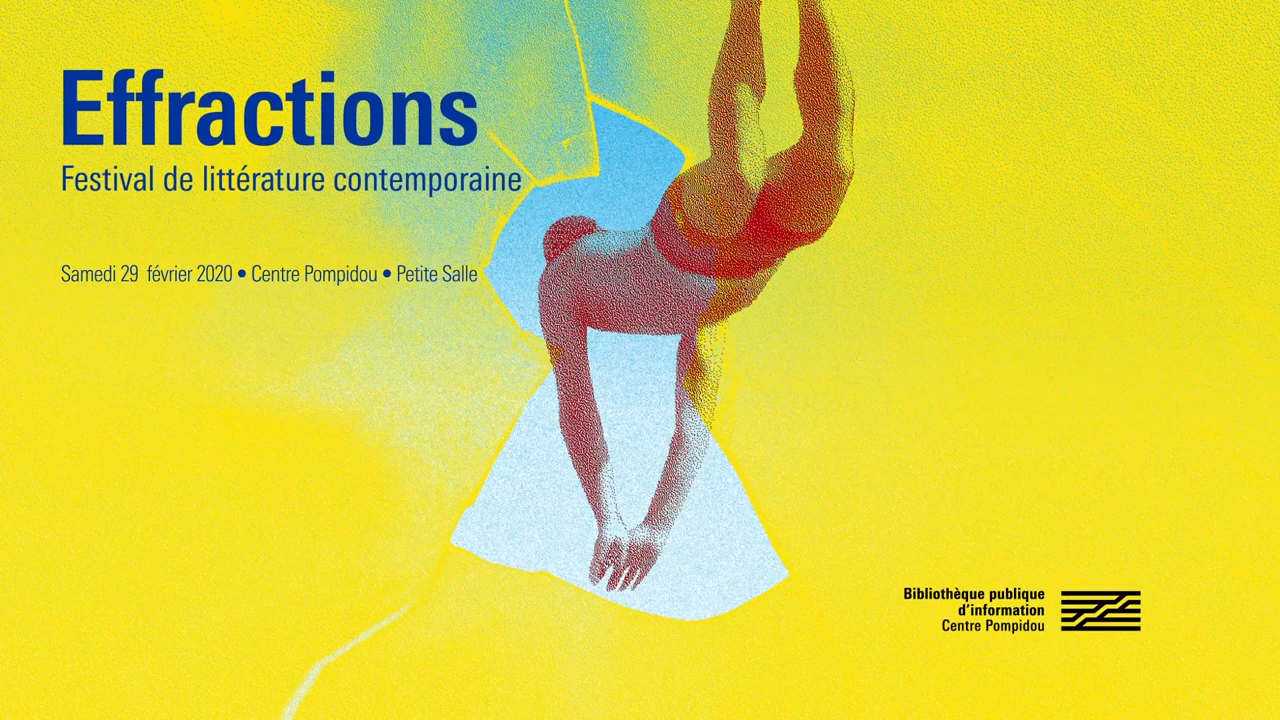 Effractions
Festival de littérature contemporaine
Samedi 29 février 2020 • Centre Pompidou • Petite Salle
Bibliothèque publique
d'information
Centre Pompidou